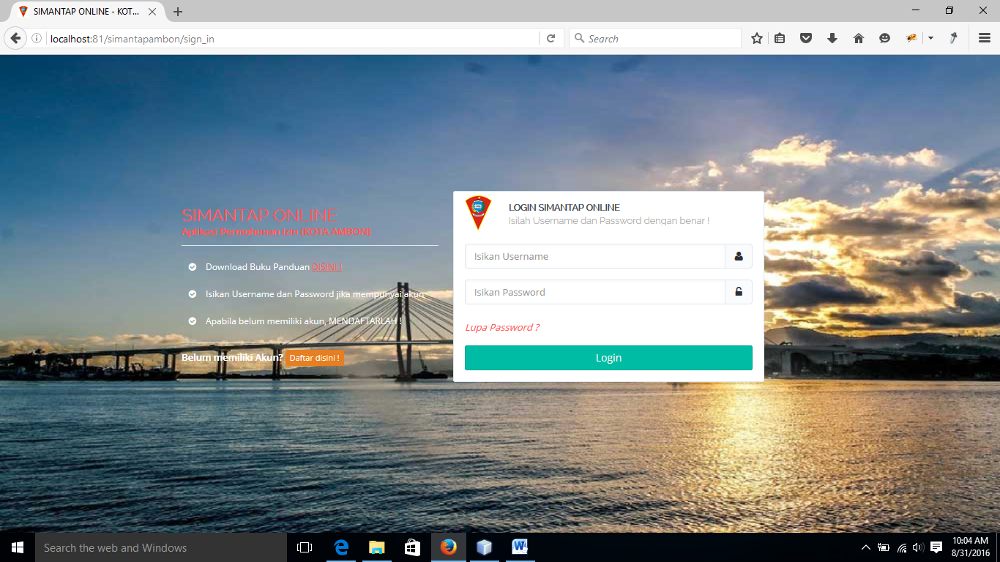 SIMANTAP ONLINE - KOT...
localhost:81/simantapambon/sign_in
Search
SIMANTAP ONLINE
Aplikasi Permohonan Izin (KOTA AMBON)
Download Buku Panduan DISINI !
Isikan Username dan Password jika mempunyai akun
Apabila belum memiliki akun, MENDAFTARLAH !
Belum memiliki Akun? Daftar disini !
LOGIN SIMANTAP ONLINE
Isilah Username dan Password dengan benar !
Isikan Username
Isikan Password
Lupa Password ?
Login
Search the web and Windows
10:04 AM
8/31/2016